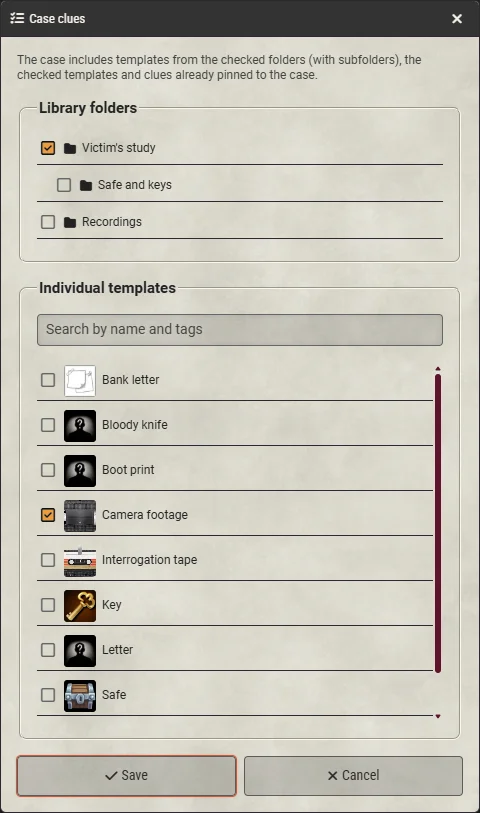 Case clues
The case includes templates from the checked folders (with subfolders), the
checked templates and clues already pinned to the case.
Library folders
Victim's study
Safe and keys
Recordings
Individual templates
Search by name and tags
Bank letter
Bloody knife
Boot print
Camera footage
Interrogation tape
Key
Letter
Safe
Save
Cancel